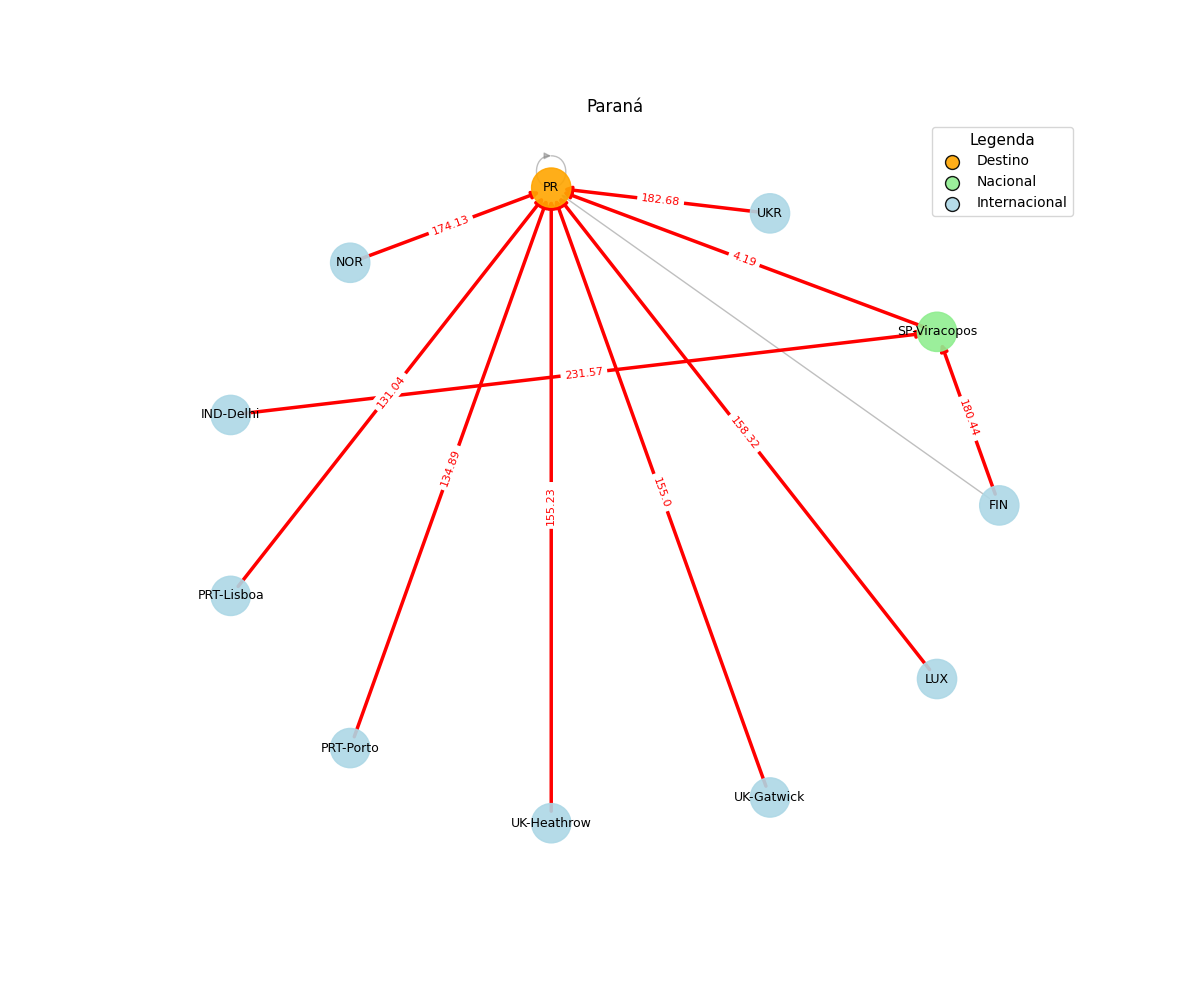 Paraná
Legenda
Destino
Nacional
Internacional
PR
182.68
UKR
174.13
4.19
NOR
SP-Viracopos
231.57
131.04
IND-Delhi
180.44
158.32
134.89
155.0
155.23
FIN
PRT-Lisboa
LUX
PRT-Porto
UK-Gatwick
UK-Heathrow